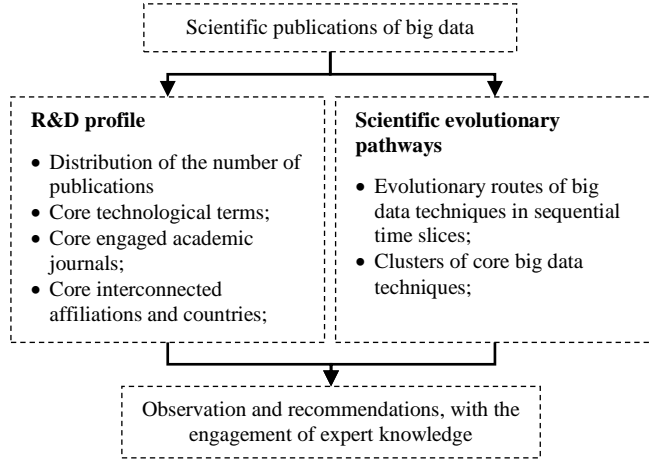 Scientific publications of big data
R&D profile
• Distribution of the number of
publications
• Core technological terms;
• Core engaged academic
journals;
• Core interconnected
affiliations and countries;
Scientific evolutionary
pathways
• Evolutionary routes of big
data techniques in sequential
time slices;
• Clusters of core big data
techniques;
Observation and recommendations, with the
engagement of expert knowledge